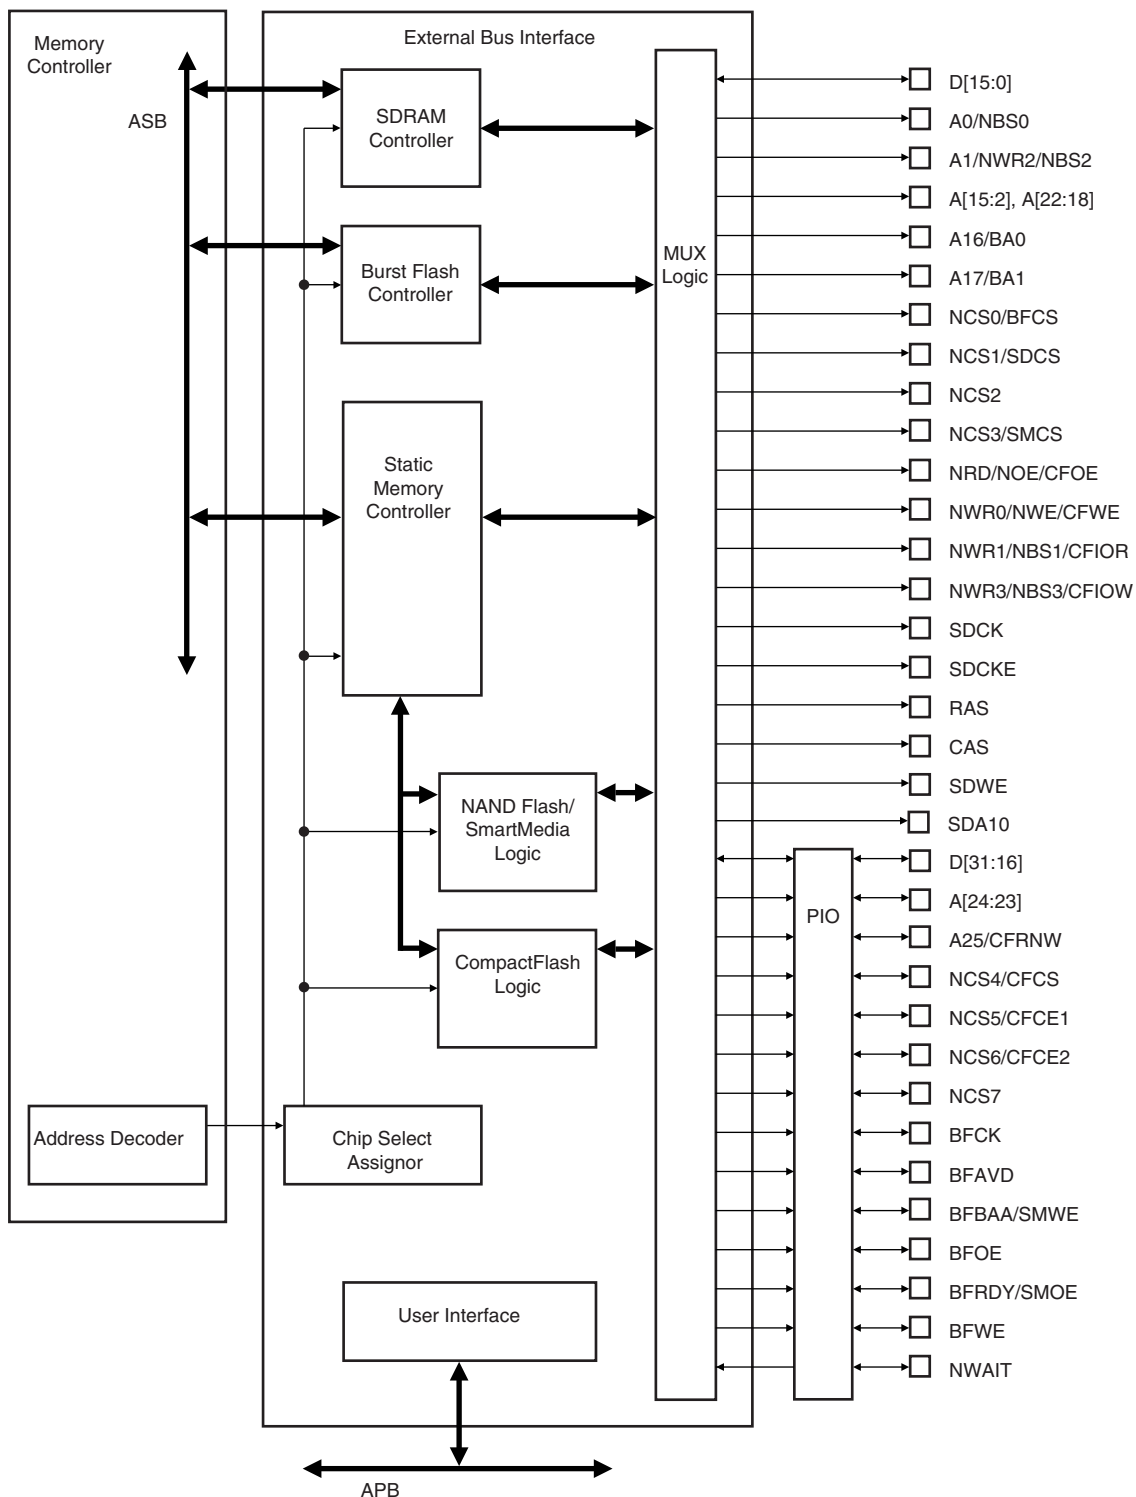 Memory
Controller
ASB
Address Decoder
External Bus Interface
SDRAM
Controller
Burst Flash
Controller
Static
Memory
Controller
NAND Flash/
SmartMedia
Logic
CompactFlash
Logic
Chip Select
Assignor
User Interface
APB
MUX
Logic
PIO
D[15:0]
A0/NBS0
A1/NWR2/NBS2
A[15:2], A[22:18]
A16/BA0
A17/BA1
NCS0/BFCS
NCS1/SDCS
NCS2
NCS3/SMCS
NRD/NOE/CFOE
NWR0/NWE/CFWE
NWR1/NBS1/CFIOR
NWR3/NBS3/CFIOW
SDCK
SDCKE
RAS
CAS
SDWE
SDA10
D[31:16]
A[24:23]
A25/CFRNW
NCS4/CFCS
NCS5/CFCE1
NCS6/CFCE2
NCS7
BFCK
BFAVD
BFBAA/SMWE
BFOE
BFRDY/SMOE
BFWE
NWAIT